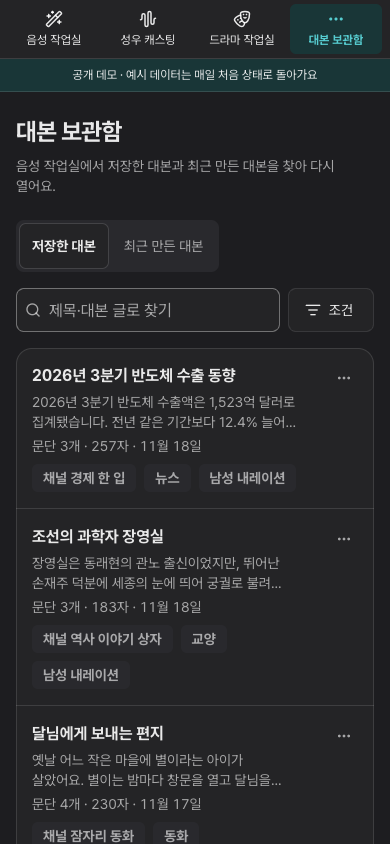 음성 작업실
성우 캐스팅
드라마 작업실
대본 보관함
공개 데모 · 예시 데이터는 매일 처음 상태로 돌아가요
대본 보관함
음성 작업실에서 저장한 대본과 최근 만든 대본을 찾아 다시
열어요.
저장한 대본
최근 만든 대본
제목·대본 글로 찾기
조건
2026년 3분기 반도체 수출 동향
2026년 3분기 반도체 수출액은 1,523억 달러로
집계됐습니다. 전년 같은 기간보다 12.4% 늘어...
문단 3개 · 257자 · 11월 18일
채널 경제 한 입
뉴스
남성 내레이션
조선의 과학자 장영실
장영실은 동래현의 관노 출신이었지만, 뛰어난
손재주 덕분에 세종의 눈에 띄어 궁궐로 불려...
문단 3개 · 183자 · 11월 18일
채널 역사 이야기 상자
교양
남성 내레이션
달님에게 보내는 편지
옛날 어느 작은 마을에 별이라는 아이가
살았어요. 별이는 밤마다 창문을 열고 달님을...
문단 4개 · 230자 · 11월 17일
채널 잠자리 동화
동화